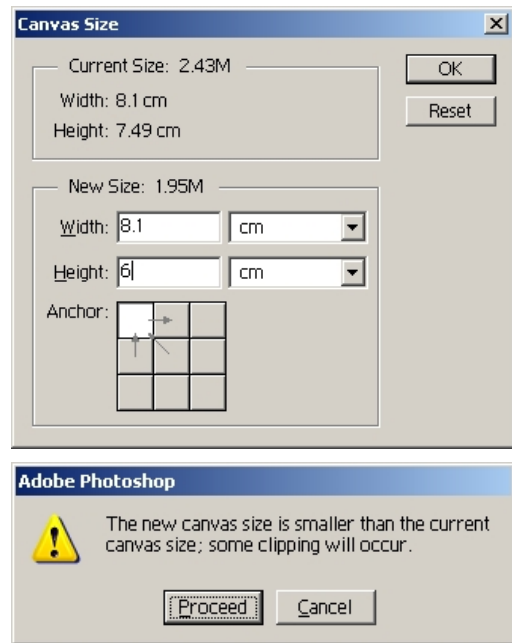 Canvas Size
Current Size: 2.43M
OK
Width: 8.1 cm
Reset
Height: 7.49 cm
New Size: 1.95M
Width: 8.1 cm
Height: 6 cm
Anchor:
Adobe Photoshop
The new canvas size is smaller than the current
canvas size; some clipping will occur.
Proceed Cancel